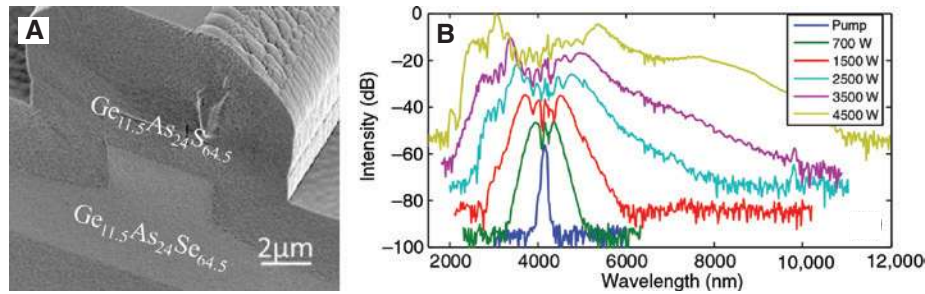 A
Ge11.5As24S64.5
Ge11.5As24Se64.5
2μm
B
Intensity (dB)
0
−20
−40
−60
−80
−100
2000 4000 6000 8000 10,000 12,000
Wavelength (nm)
Pump
700 W
1500 W
2500 W
3500 W
4500 W